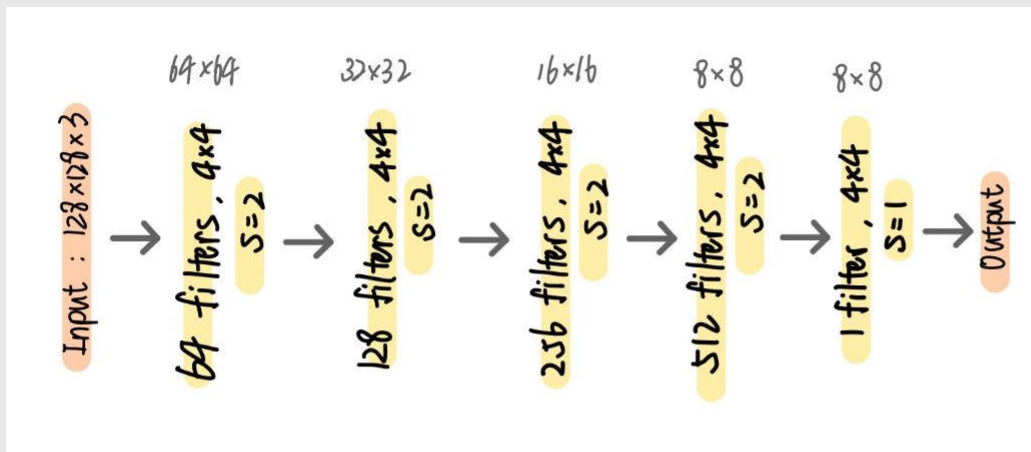 Input : 128×128×3
64×64
64 filters, 4×4
S=2
32×32
128 filters, 4×4
S=2
16×16
256 filters, 4×4
S=2
8×8
512 filters, 4×4
S=2
8×8
1 filter, 4×4
S=1
Output